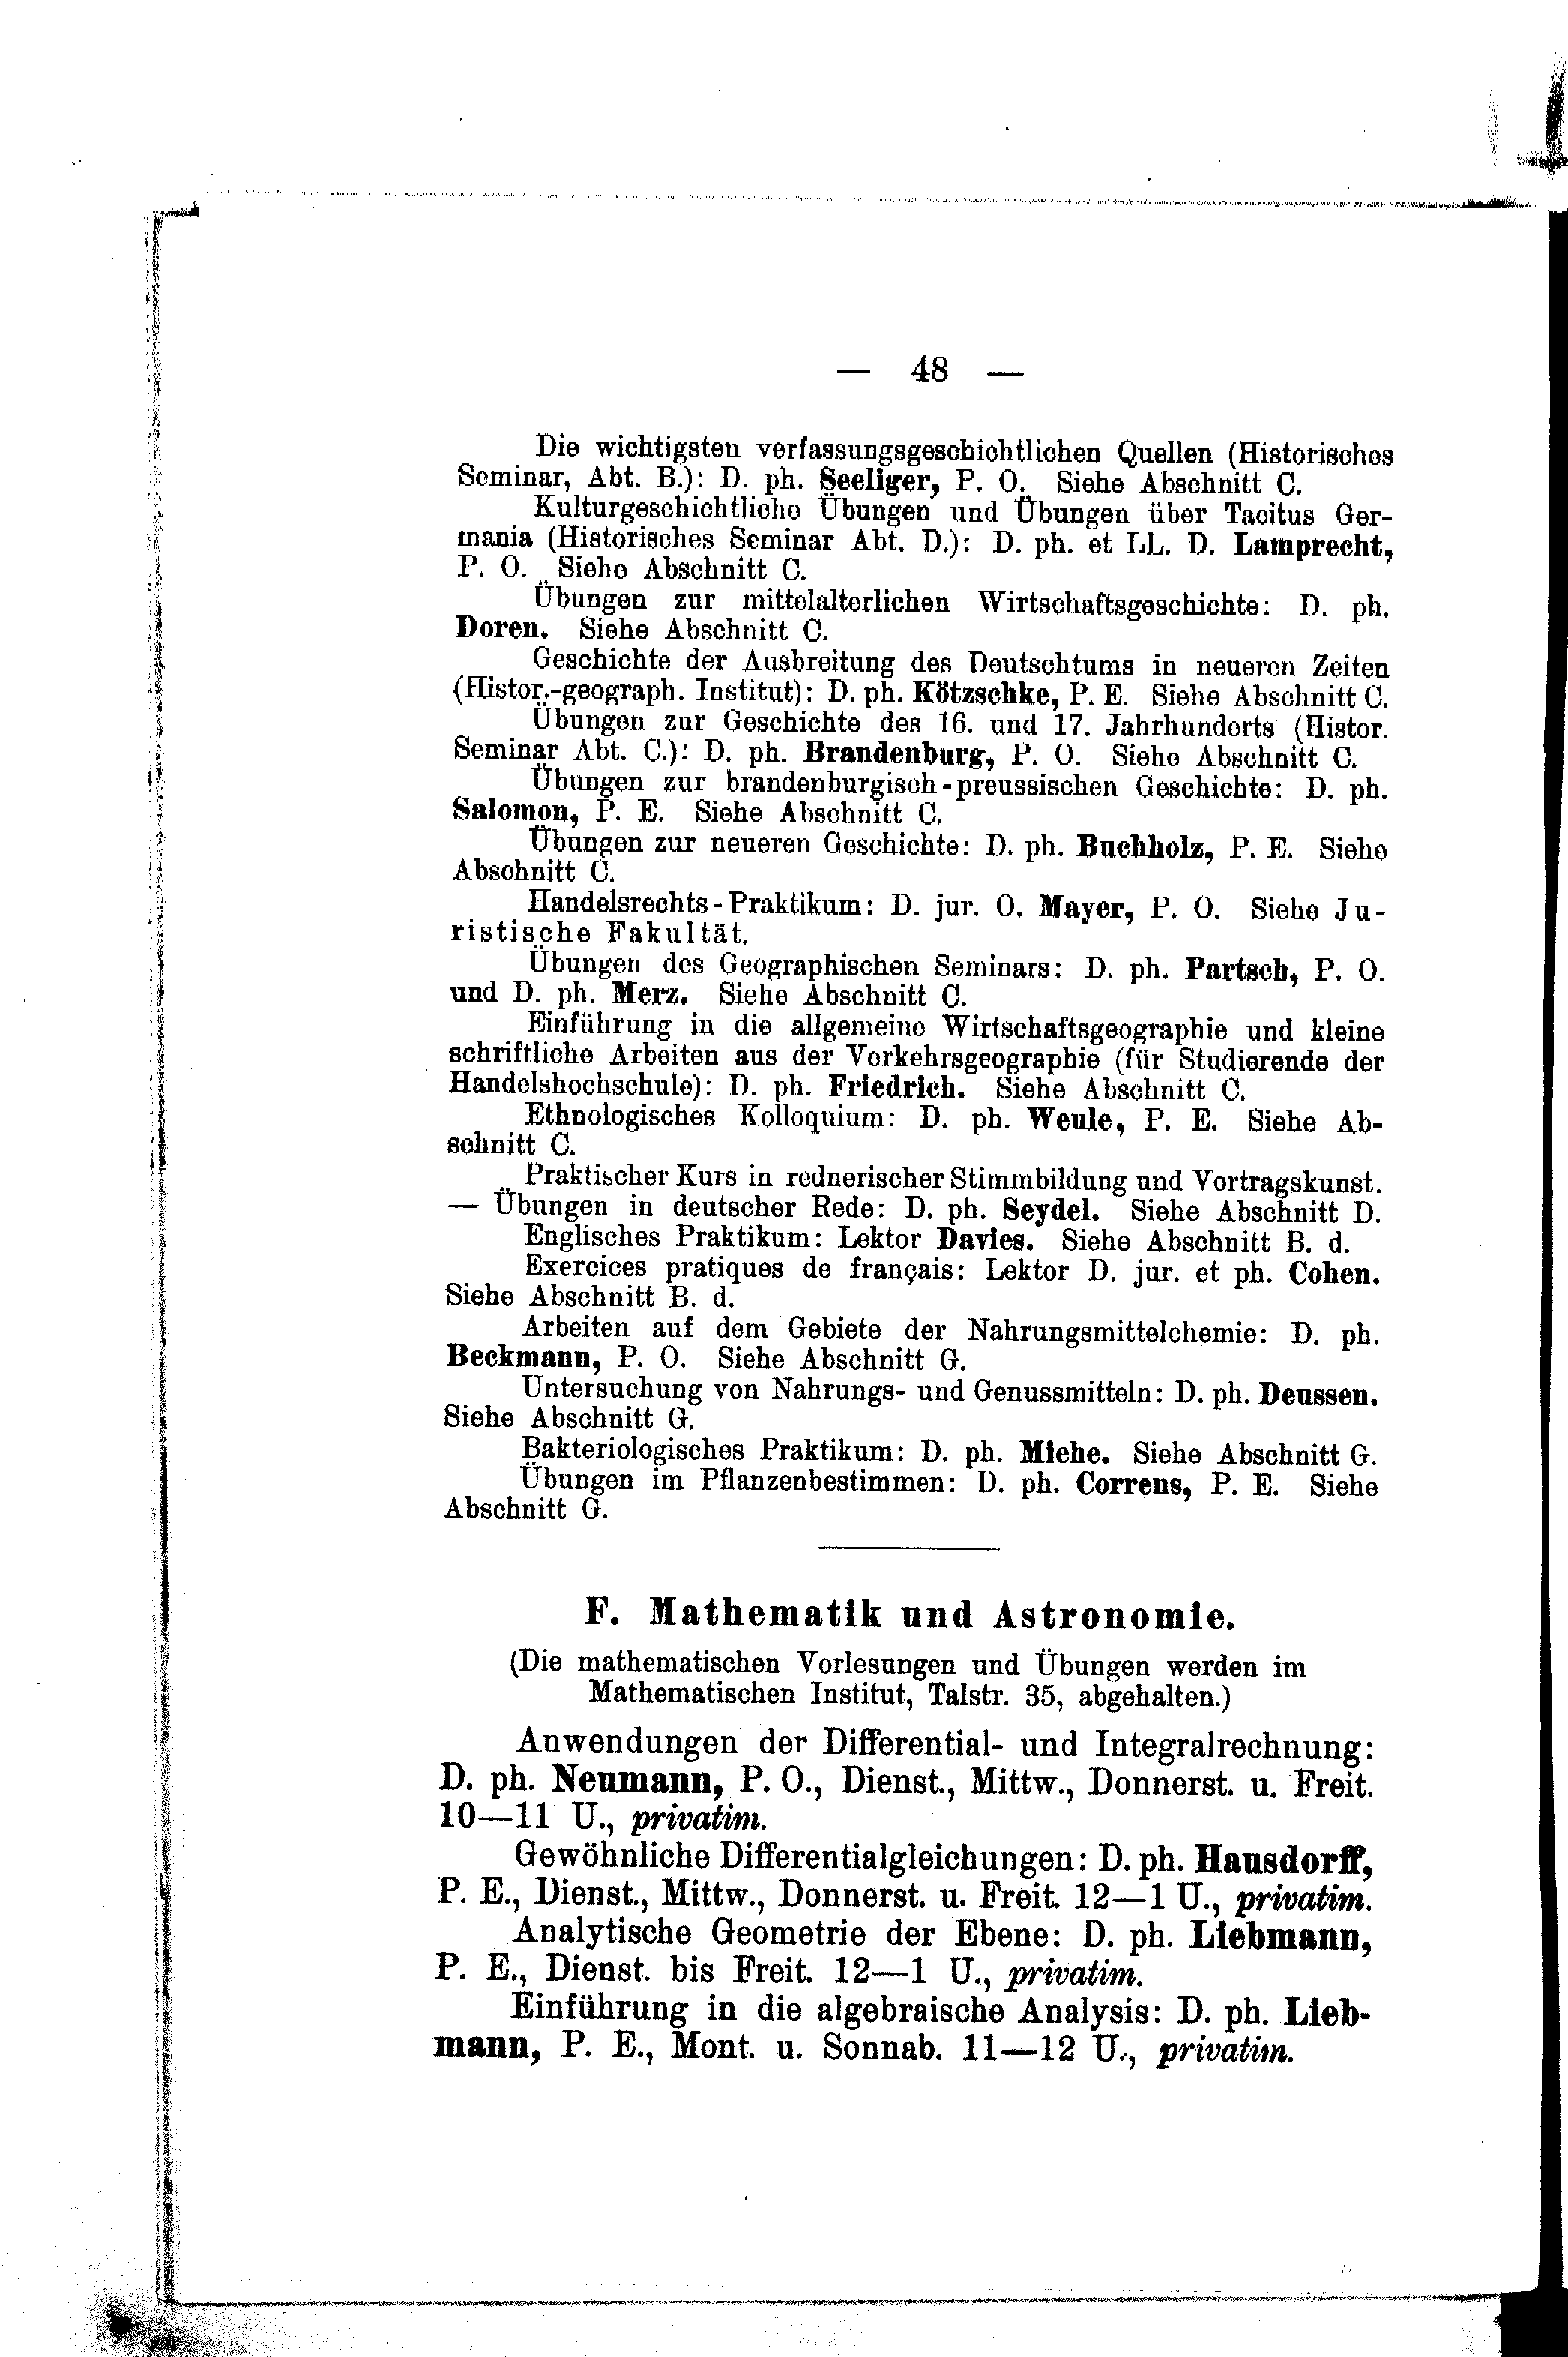 — 48 —
Die wichtigsten verfassungsgeschichtlichen Quellen (Historisches
Seminar, Abt. B.): D. ph. Seeliger, P. O. Siehe Abschnitt C.
Kulturgeschichtliche Übungen und Übungen über Tacitus Ger-
mania (Historisches Seminar Abt. D.): D. ph. et LL. D. Lamprecht,
P. O. Siehe Abschnitt C.
Übungen zur mittelalterlichen Wirtschaftsgeschichte: D. ph.
Doren. Siehe Abschnitt C.
Geschichte der Ausbreitung des Deutschtums in neueren Zeiten
(Histor.-geograph. Institut): D. ph. Kötzschke, P. E. Siehe Abschnitt C.
Übungen zur Geschichte des 16. und 17. Jahrhunderts (Histor.
Seminar Abt. C.): D. ph. Brandenburg, P. O. Siehe Abschnitt C.
Übungen zur brandenburgisch-preussischen Geschichte: D. ph.
Salomon, P. E. Siehe Abschnitt C.
Übungen zur neueren Geschichte: D. ph. Buchholz, P. E. Siehe
Abschnitt C.
Handelsrechts-Praktikum: D. jur. O. Mayer, P. O. Siehe Ju-
ristische Fakultät.
Übungen des Geographischen Seminars: D. ph. Partsch, P. O.
und D. ph. Merz. Siehe Abschnitt C.
Einführung in die allgemeine Wirtschaftsgeographie und kleine
schriftliche Arbeiten aus der Verkehrsgeographie (für Studierende der
Handelshochschule): D. ph. Friedrich. Siehe Abschnitt C.
Ethnologisches Kolloquium: D. ph. Weule, P. E. Siehe Ab-
schnitt C.
Praktischer Kurs in rednerischer Stimmbildung und Vortragskunst.
— Übungen in deutscher Rede: D. ph. Seydel. Siehe Abschnitt D.
Englisches Praktikum: Lektor Davies. Siehe Abschnitt B. d.
Exercices pratiques de français: Lektor D. jur. et ph. Cohen.
Siehe Abschnitt B. d.
Arbeiten auf dem Gebiete der Nahrungsmittelchemie: D. ph.
Beckmann, P. O. Siehe Abschnitt G.
Untersuchung von Nahrungs- und Genussmitteln: D. ph. Deussen.
Siehe Abschnitt G.
Bakteriologisches Praktikum: D. ph. Miehe. Siehe Abschnitt G.
Übungen im Pflanzenbestimmen: D. ph. Correns, P. E. Siehe
Abschnitt G.
F. Mathematik und Astronomie.
(Die mathematischen Vorlesungen und Übungen werden im
Mathematischen Institut, Talstr. 35, abgehalten.)
Anwendungen der Differential- und Integralrechnung:
D. ph. Neumann, P. O., Dienst., Mittw., Donnerst. u. Freit.
10—11 U., privatim.
Gewöhnliche Differentialgleichungen: D. ph. Hausdorff,
P. E., Dienst., Mittw., Donnerst. u. Freit. 12—1 U., privatim.
Analytische Geometrie der Ebene: D. ph. Liebmann,
P. E., Dienst. bis Freit. 12—1 U., privatim.
Einführung in die algebraische Analysis: D. ph. Lieb-
mann, P. E., Mont. u. Sonnab. 11—12 U., privatim.